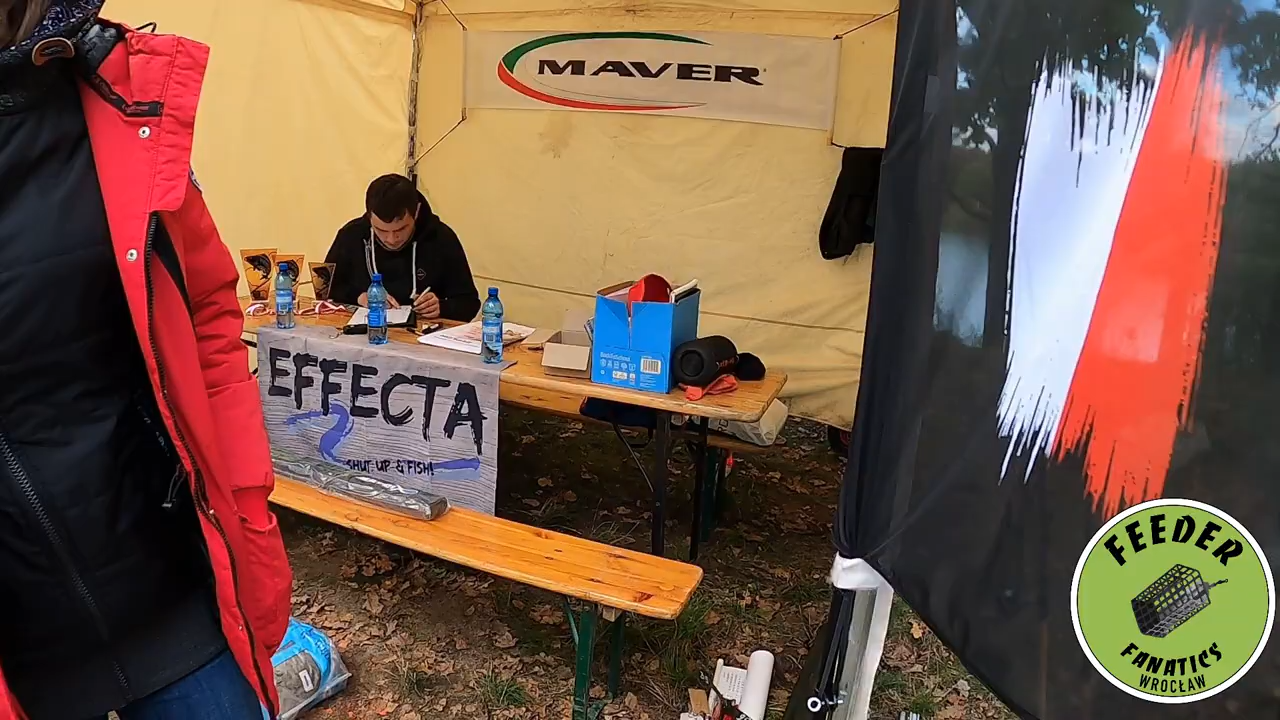 MAVER
EFFECTA
SHUT UP & FISH!
FEEDER
FANATICS
WROCŁAW